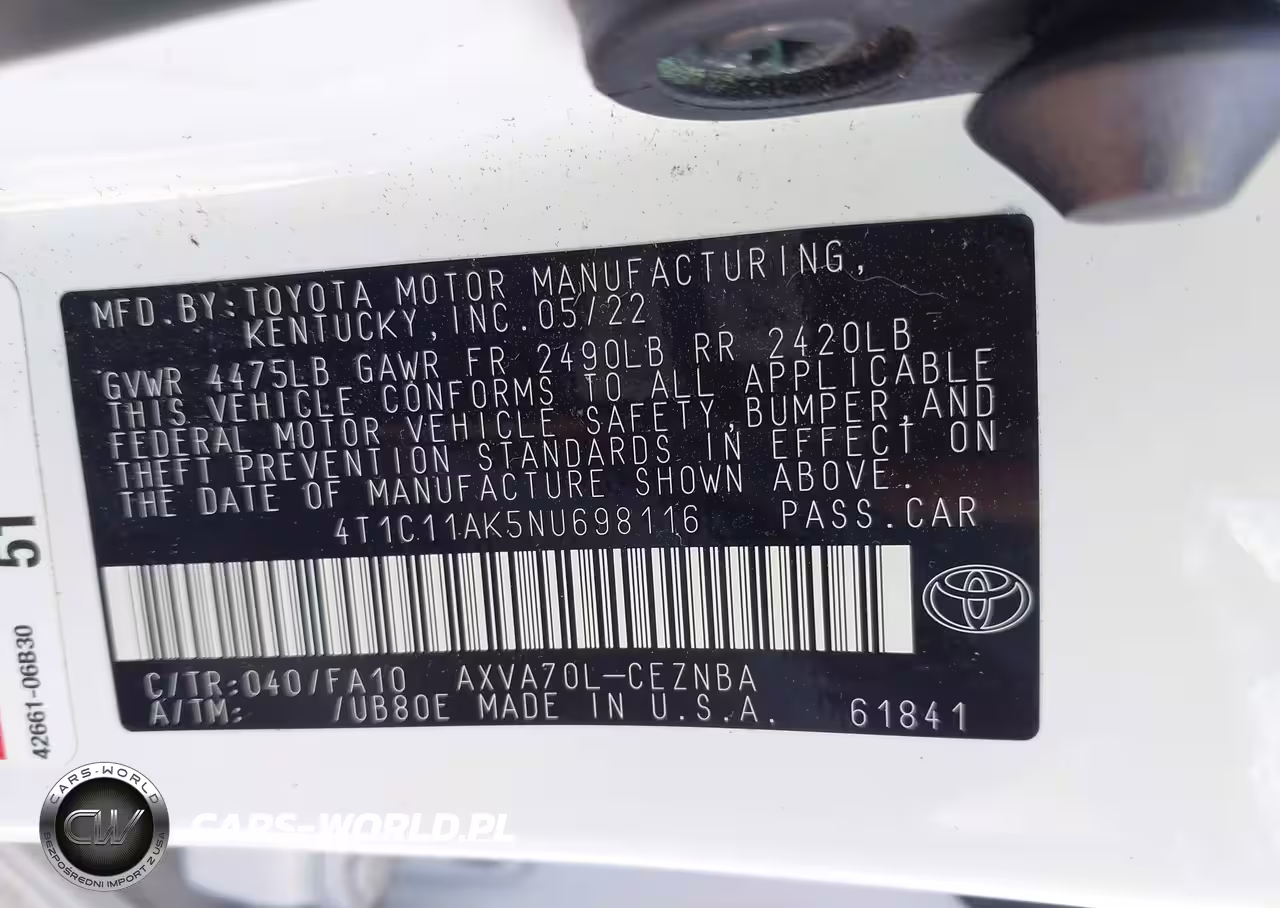 MFD.BY:TOYOTA MOTOR MANUFACTURING,
KENTUCKY,INC.05/22
GVWR 4475LB GAWR FR 2490LB RR 2420LB
THIS VEHICLE CONFORMS TO ALL APPLICABLE
FEDERAL MOTOR VEHICLE SAFETY,BUMPER,AND
THEFT PREVENTION STANDARDS IN EFFECT ON
THE DATE OF MANUFACTURE SHOWN ABOVE.
4T1C11AK5NU698116 PASS.CAR
C/TR:040/FA10 AXVA70L-CEZNBA
A/TM: /UB80E MADE IN U.S.A. 61841
51
42661-06B30
CARS-WORLD
CW
BEZPOŚREDNI IMPORT Z USA
CARS-WORLD.PL